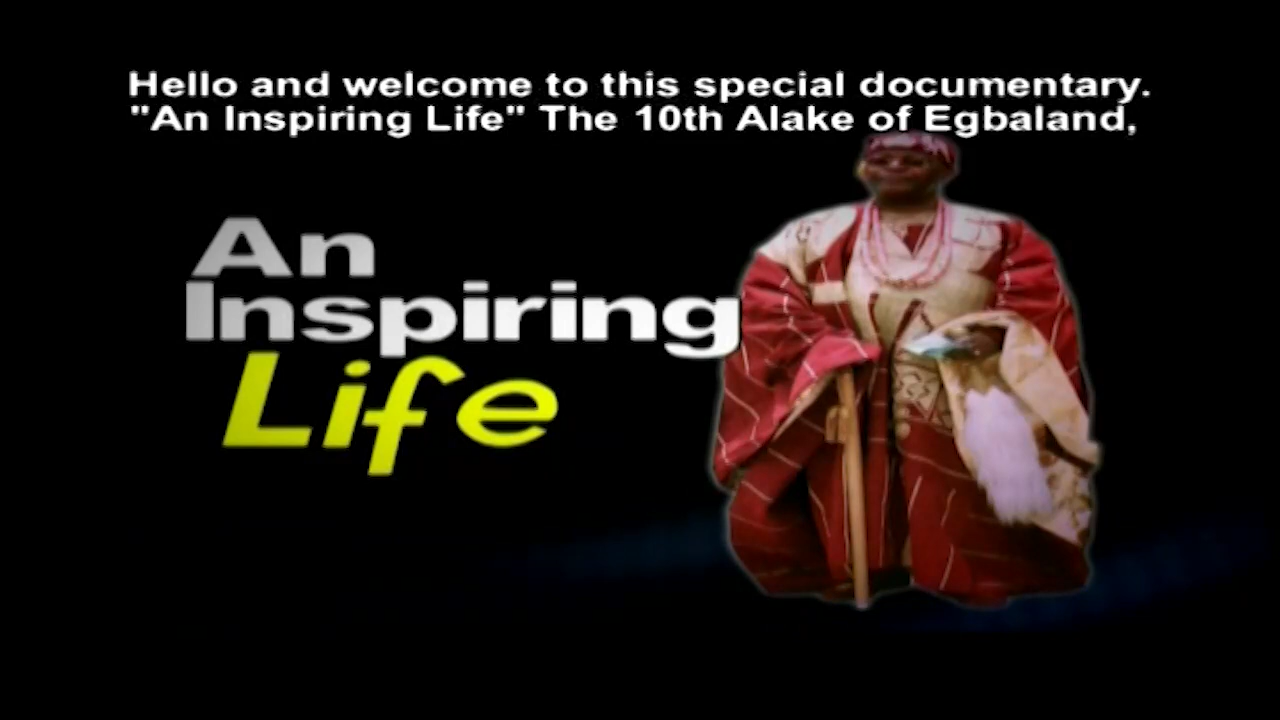 Hello and welcome to this special documentary.
"An Inspiring Life" The 10th Alake of Egbaland,
An
Inspiring
Life